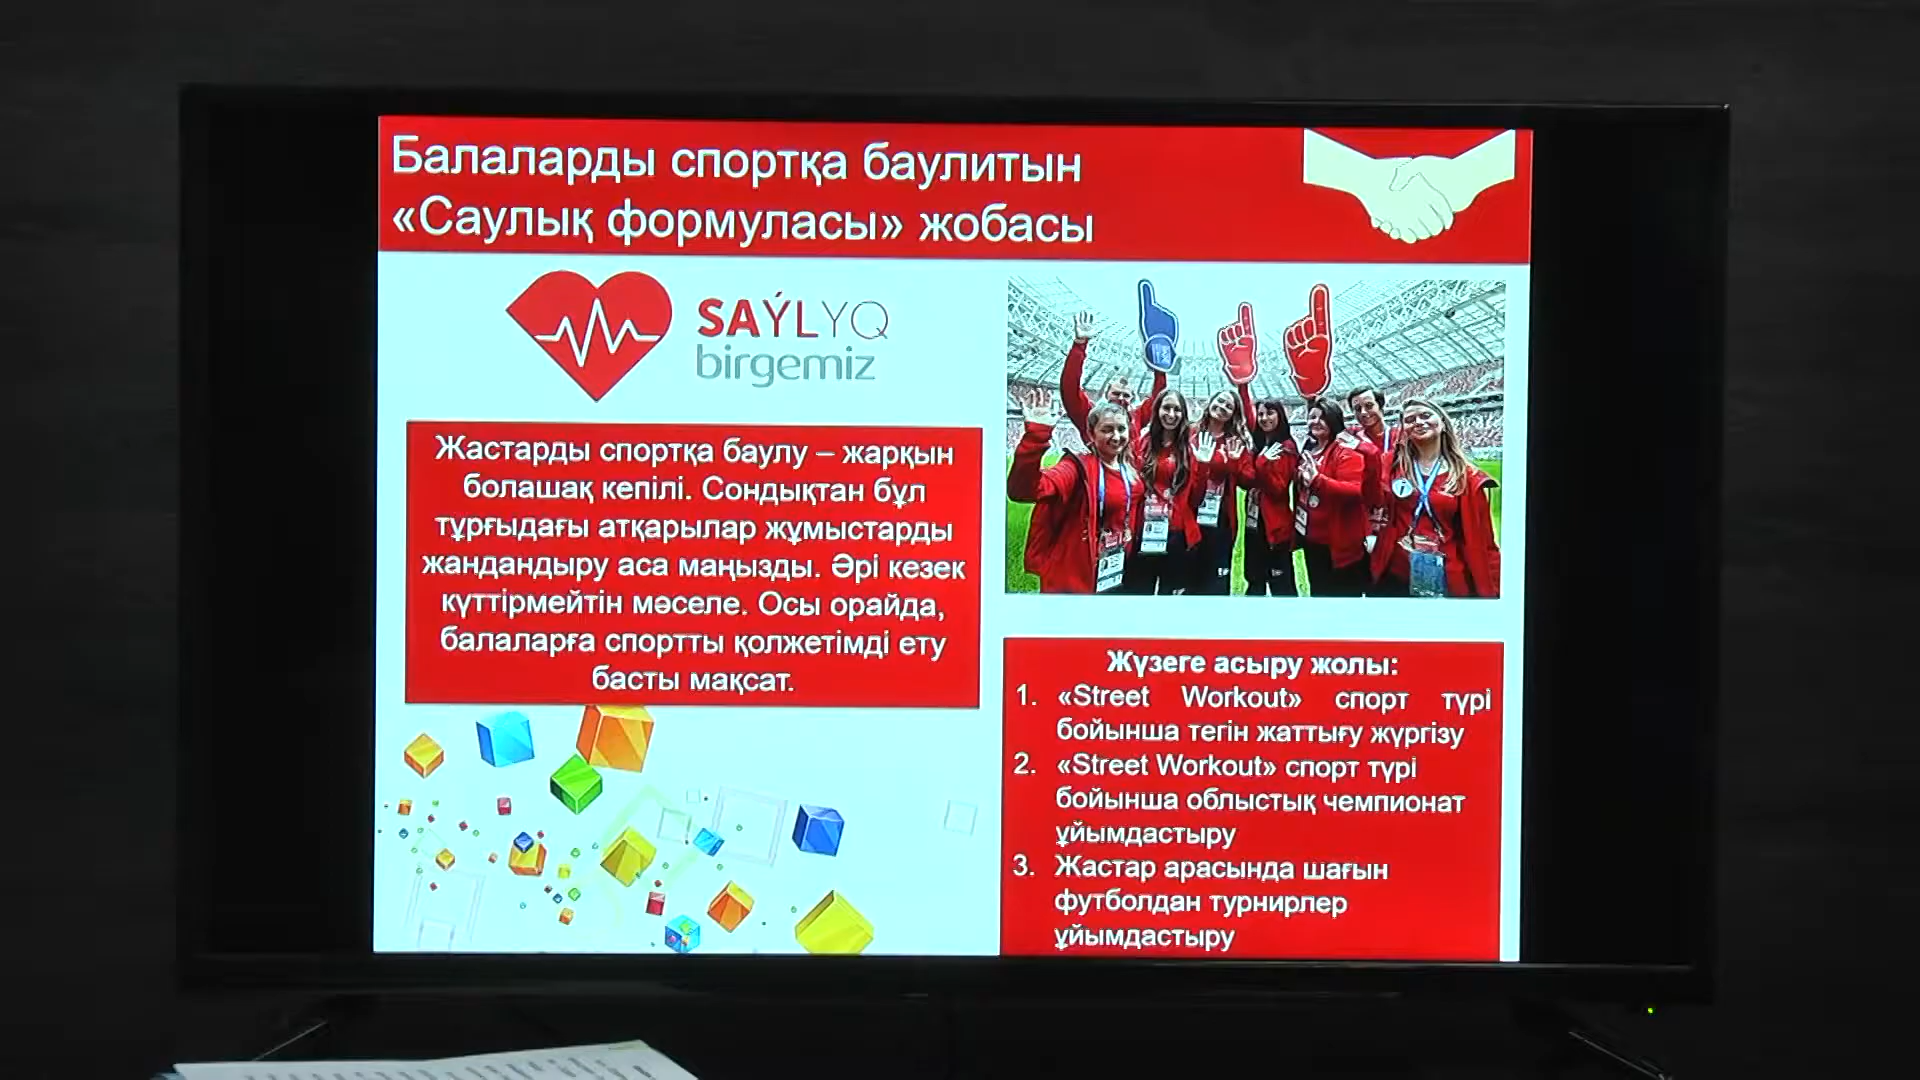 Балаларды спортқа баулитын
«Саулық формуласы» жобасы
SAÝLYQ
birgemiz
Жастарды спортқа баулу – жарқын
болашақ кепілі. Сондықтан бұл
тұрғыдағы атқарылар жұмыстарды
жандандыру аса маңызды. Әрі кезек
күттірмейтін мәселе. Осы орайда,
балаларға спортты қолжетімді ету
басты мақсат.
Жүзеге асыру жолы:
1. «Street Workout» спорт түрі
бойынша тегін жаттығу жүргізу
2. «Street Workout» спорт түрі
бойынша облыстық чемпионат
ұйымдастыру
3. Жастар арасында шағын
футболдан турнирлер
ұйымдастыру